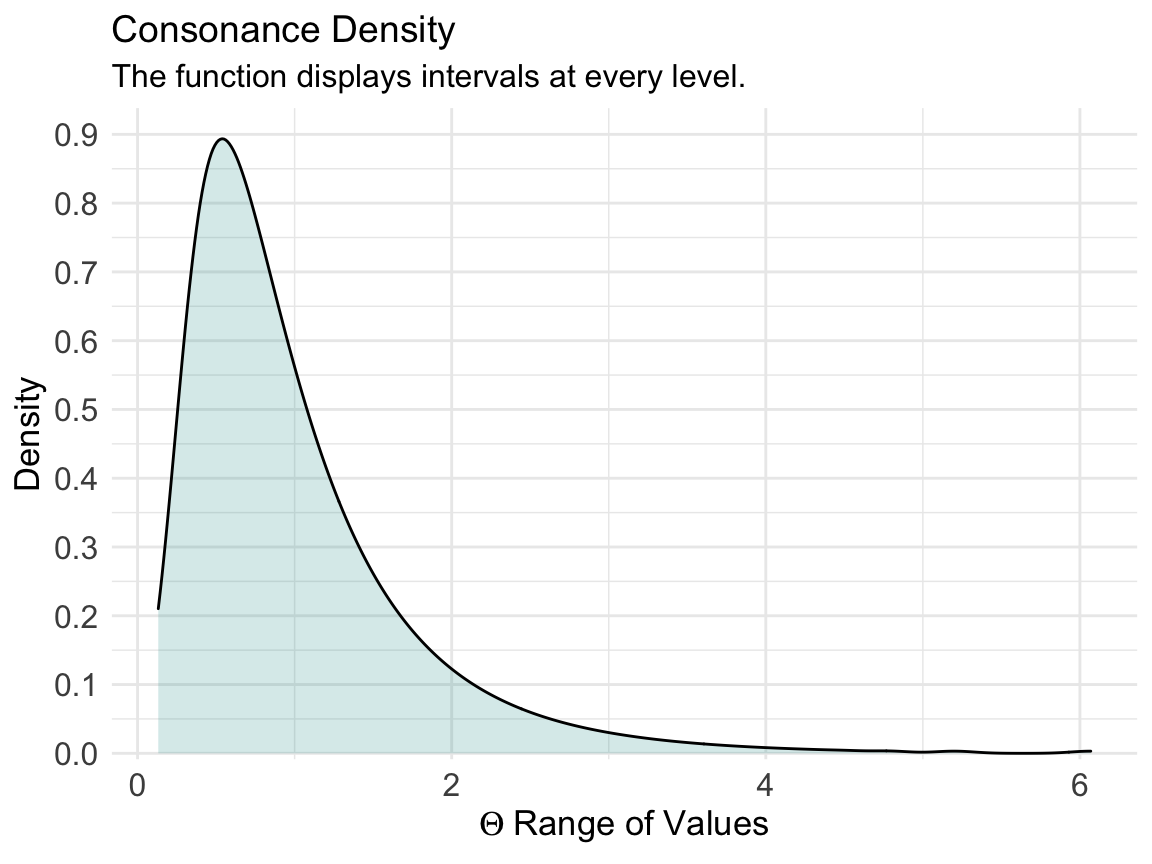 Consonance Density
The function displays intervals at every level.
0.9
0.8
0.7
0.6
0.5
0.4
0.3
0.2
0.1
0.0
Density
0 2 4 6
Θ Range of Values